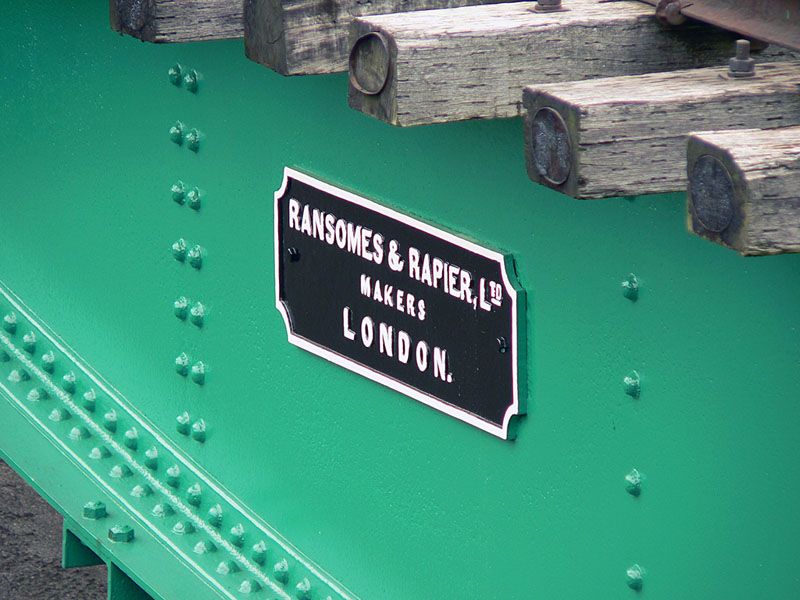 RANSOMES & RAPIER, LTD
MAKERS
LONDON.